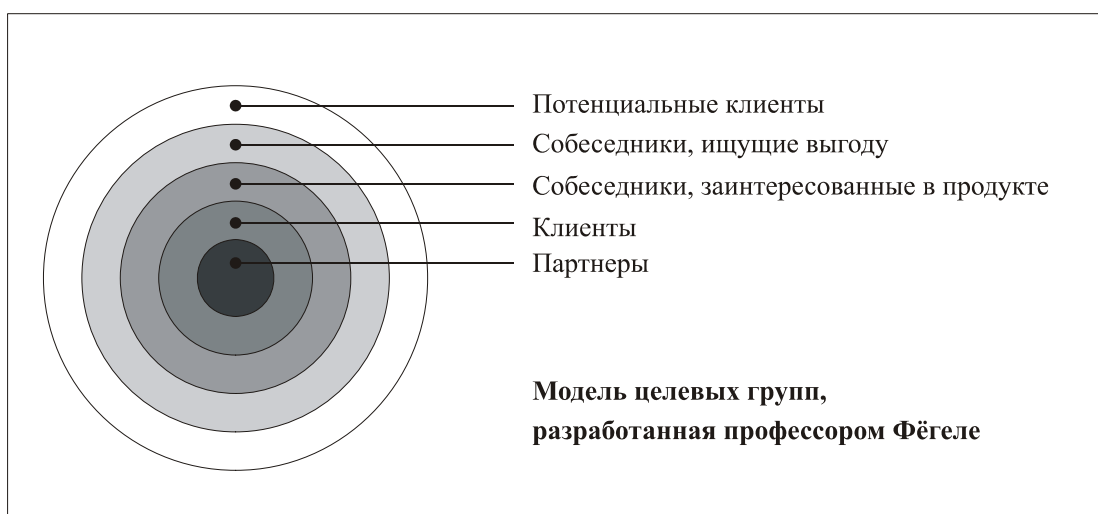 Потенциальные клиенты
Собеседники, ищущие выгоду
Собеседники, заинтересованные в продукте
Клиенты
Партнеры
Модель целевых групп,
разработанная профессором Фёгеле